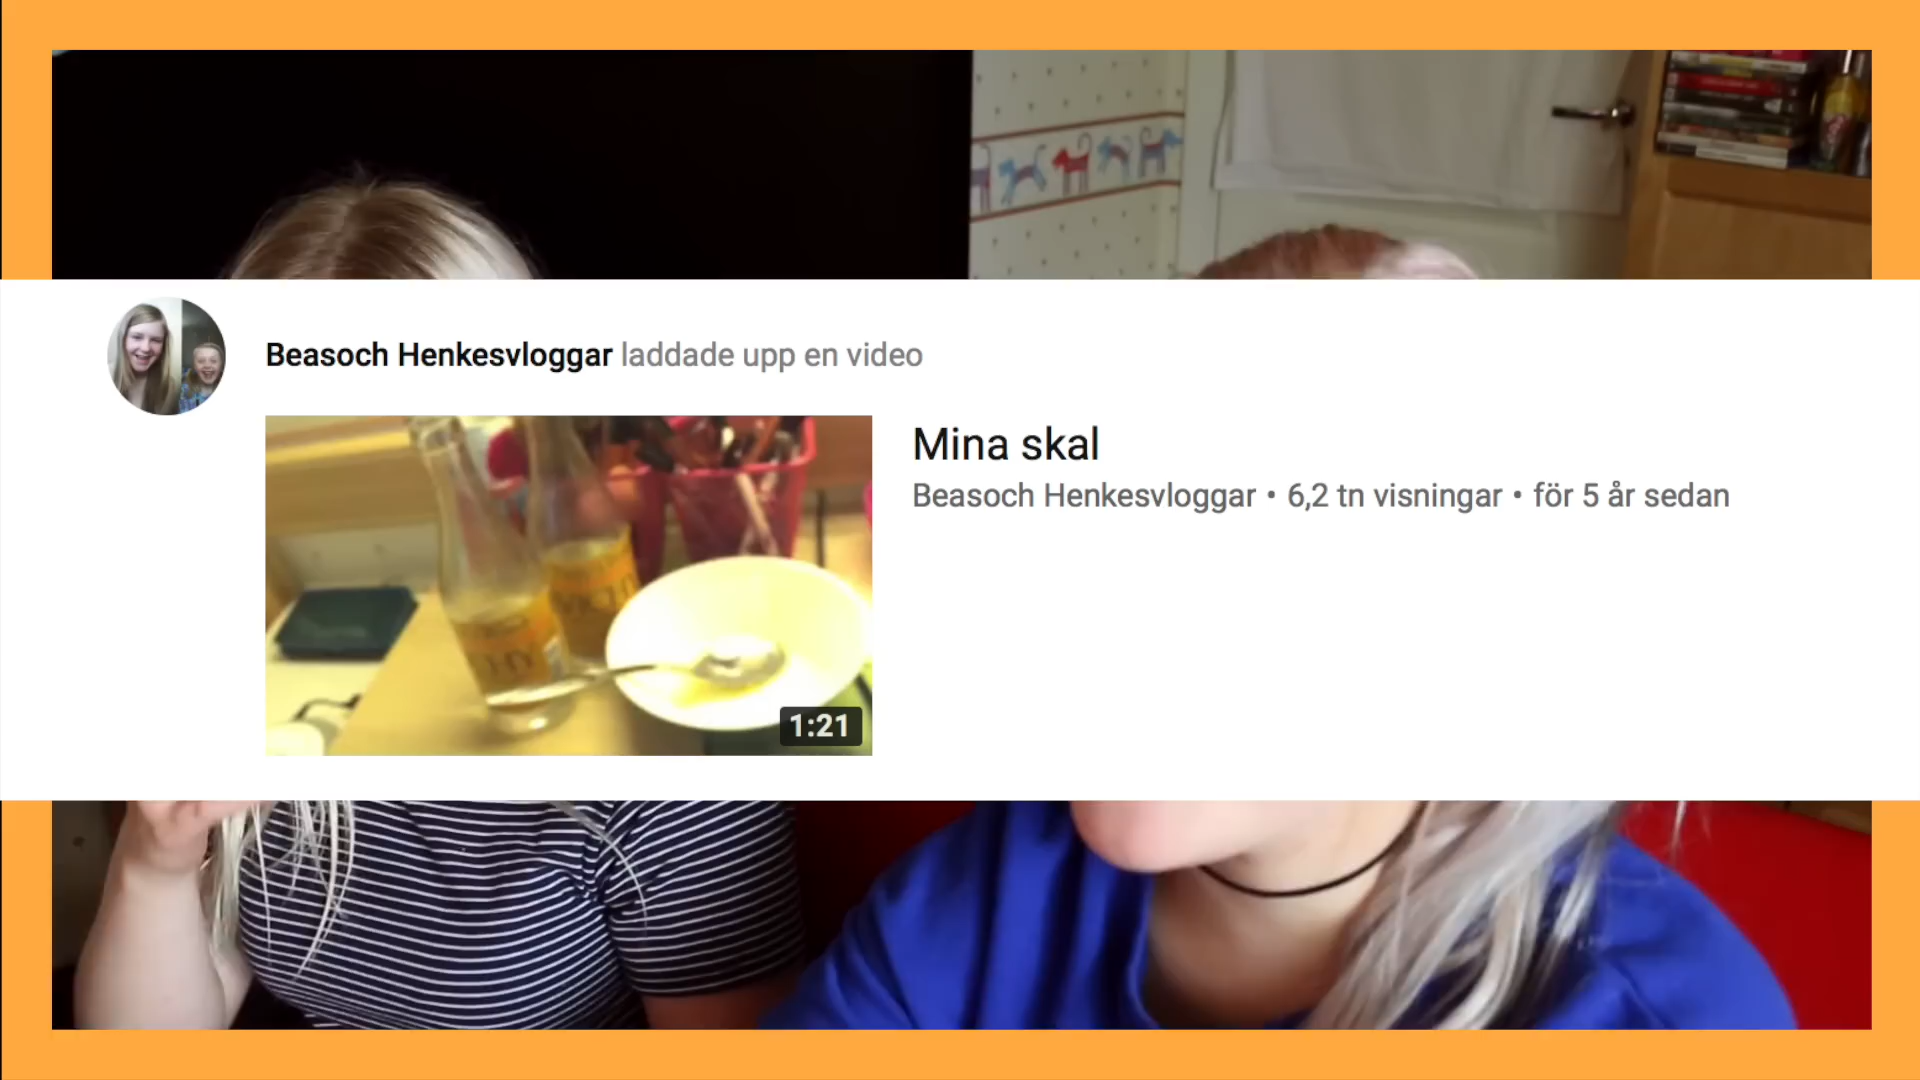 Beasoch Henkesvloggar laddade upp en video
Mina skal
Beasoch Henkesvloggar • 6,2 tn visningar • för 5 år sedan
1:21